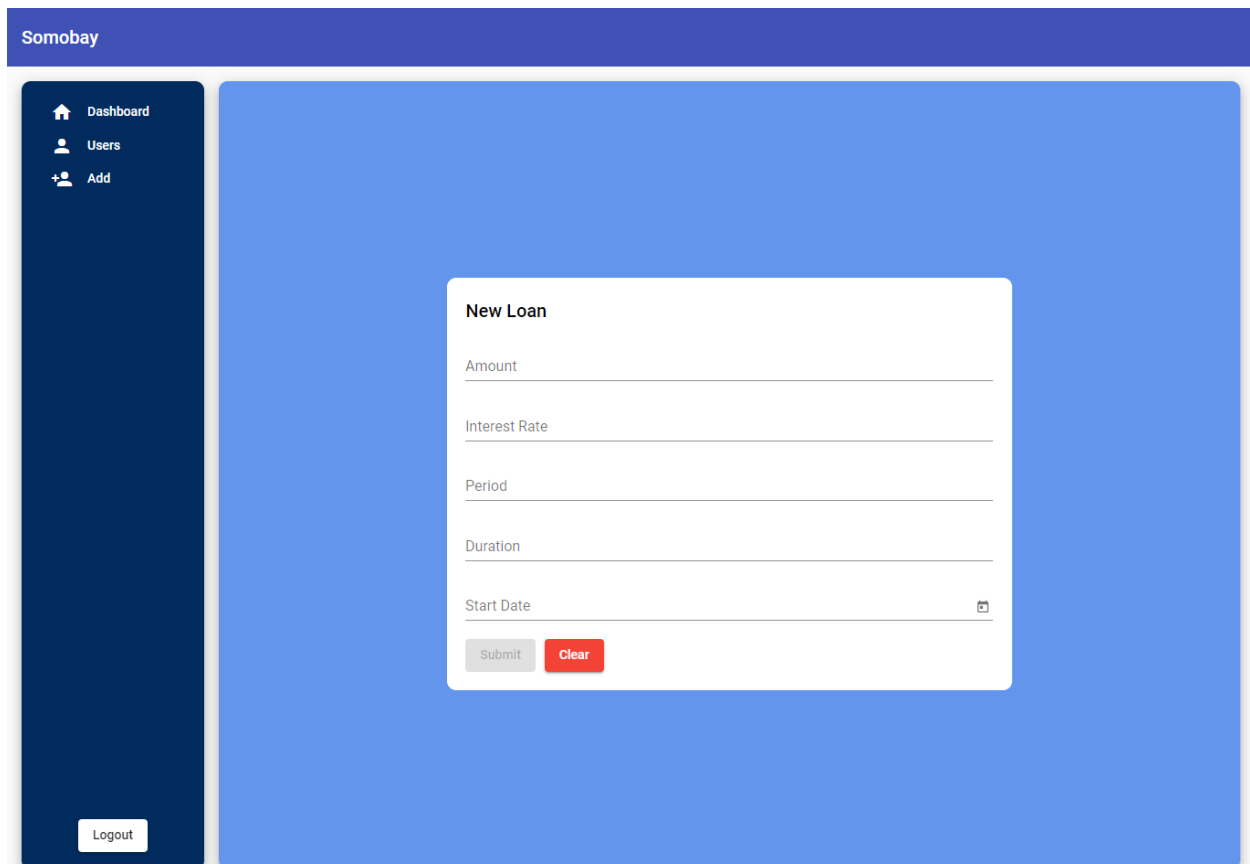 Somobay
Dashboard
Users
Add
New Loan
Amount
Interest Rate
Period
Duration
Start Date
Submit Clear
Logout